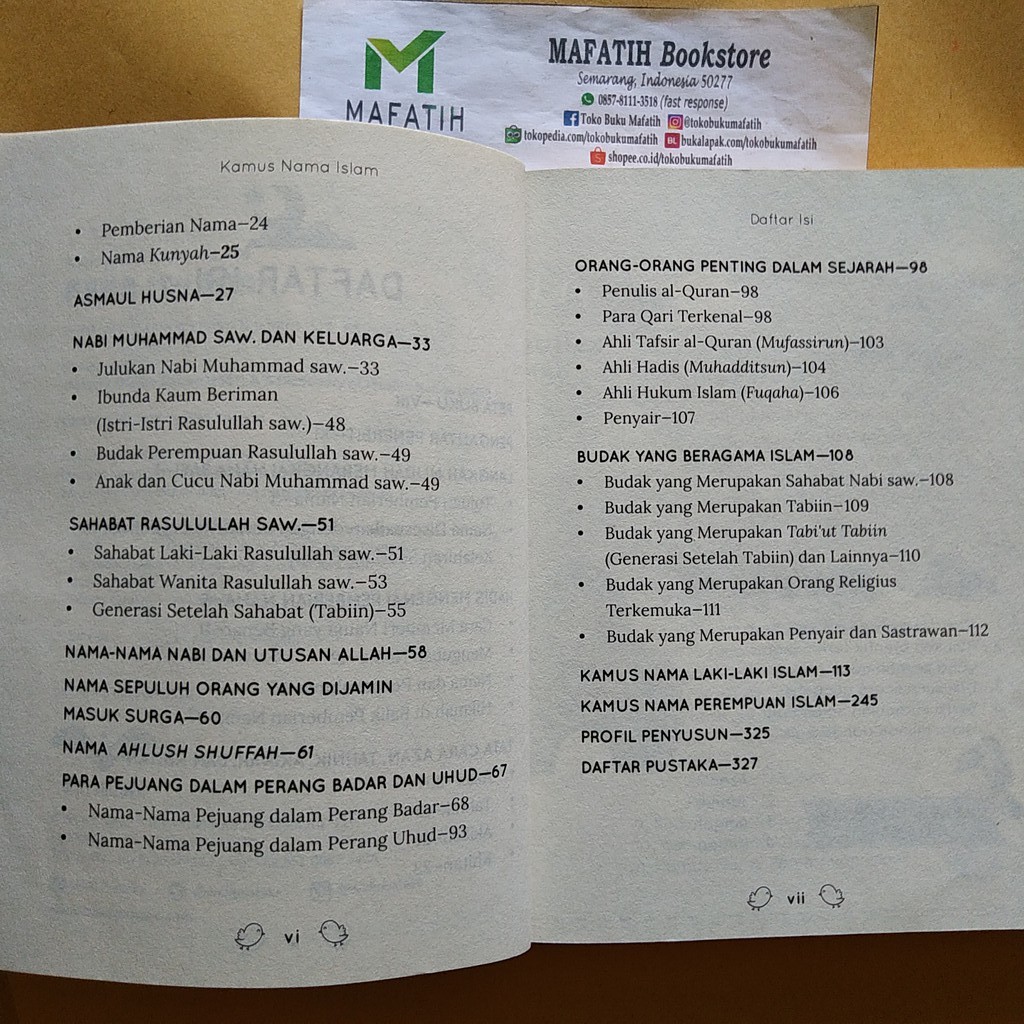 MAFATIH
MAFATIH Bookstore
Semarang, Indonesia 50277
0857-8111-3518 (fast response)
Toko Buku Mafatih @tokobukumafatih
tokopedia.com/tokobukumafatih BL bukalapak.com/tokobukumafatih
shopee.co.id/tokobukumafatih
Kamus Nama Islam
• Pemberian Nama—24
• Nama Kunyah—25
ASMAUL HUSNA—27
NABI MUHAMMAD SAW. DAN KELUARGA—33
• Julukan Nabi Muhammad saw.—33
• Ibunda Kaum Beriman
(Istri-Istri Rasulullah saw.)—48
• Budak Perempuan Rasulullah saw.—49
• Anak dan Cucu Nabi Muhammad saw.—49
SAHABAT RASULULLAH SAW.—51
• Sahabat Laki-Laki Rasulullah saw.—51
• Sahabat Wanita Rasulullah saw.—53
• Generasi Setelah Sahabat (Tabiin)—55
NAMA-NAMA NABI DAN UTUSAN ALLAH—58
NAMA SEPULUH ORANG YANG DIJAMIN
MASUK SURGA—60
NAMA AHLUSH SHUFFAH—61
PARA PEJUANG DALAM PERANG BADAR DAN UHUD—67
• Nama-Nama Pejuang dalam Perang Badar—68
• Nama-Nama Pejuang dalam Perang Uhud—93
vi
Daftar Isi
ORANG-ORANG PENTING DALAM SEJARAH—98
• Penulis al-Quran—98
• Para Qari Terkenal—98
• Ahli Tafsir al-Quran (Mufassirun)—103
• Ahli Hadis (Muhadditsun)—104
• Ahli Hukum Islam (Fuqaha)—106
• Penyair—107
BUDAK YANG BERAGAMA ISLAM—108
• Budak yang Merupakan Sahabat Nabi saw.—108
• Budak yang Merupakan Tabiin—109
• Budak yang Merupakan Tabi'ut Tabiin
(Generasi Setelah Tabiin) dan Lainnya—110
• Budak yang Merupakan Orang Religius
Terkemuka—111
• Budak yang Merupakan Penyair dan Sastrawan—112
KAMUS NAMA LAKI-LAKI ISLAM—113
KAMUS NAMA PEREMPUAN ISLAM—245
PROFIL PENYUSUN—325
DAFTAR PUSTAKA—327
vii